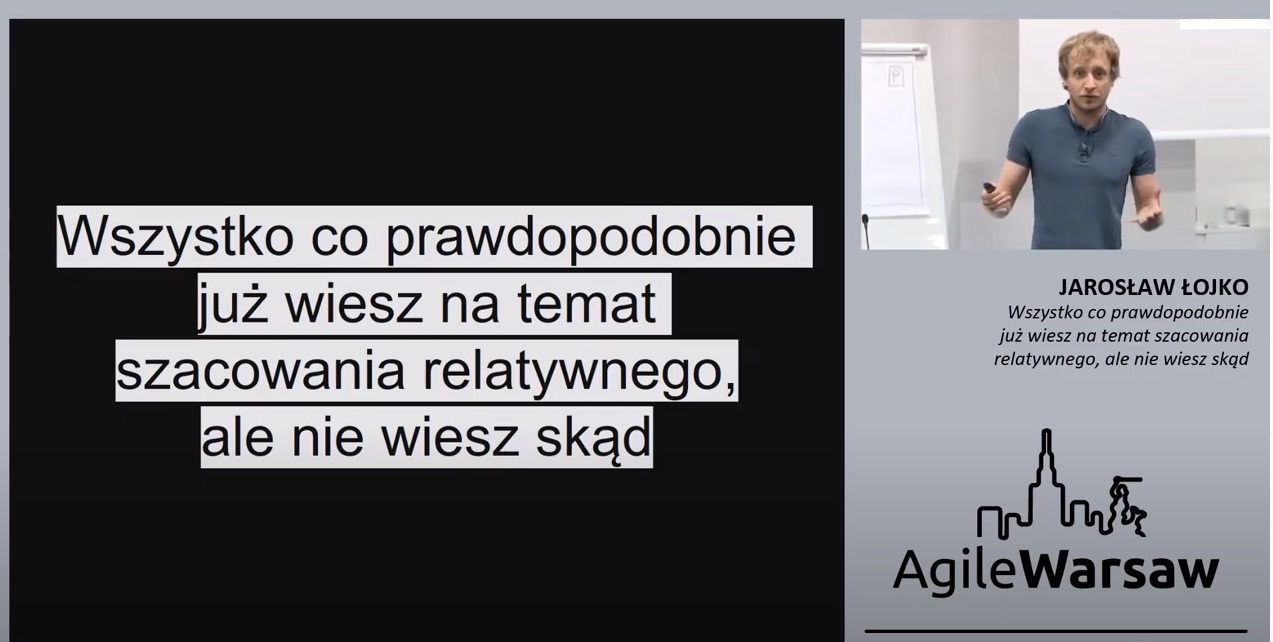 Wszystko co prawdopodobnie
już wiesz na temat
szacowania relatywnego,
ale nie wiesz skąd
P
JAROSŁAW ŁOJKO
Wszystko co prawdopodobnie
już wiesz na temat szacowania
relatywnego, ale nie wiesz skąd
AgileWarsaw